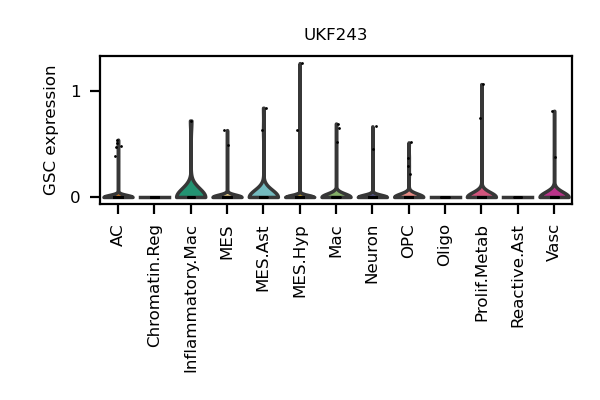 UKF243
GSC expression
1
0
AC
Chromatin.Reg
Inflammatory.Mac
MES
MES.Ast
MES.Hyp
Mac
Neuron
OPC
Oligo
Prolif.Metab
Reactive.Ast
Vasc